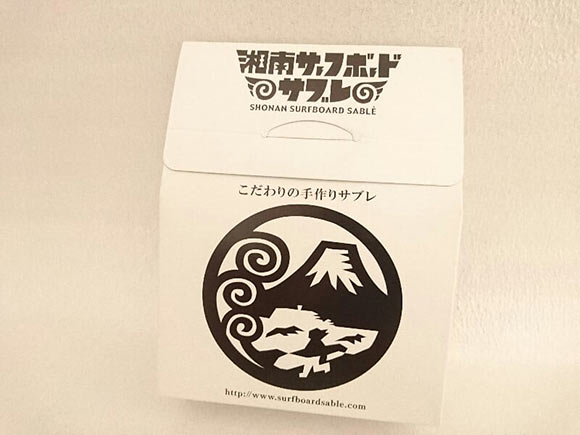 湘南サーフボード
サブレ
SHONAN SURFBOARD SABLÉ
こだわりの手作りサブレ
http://www.surfboardsable.com